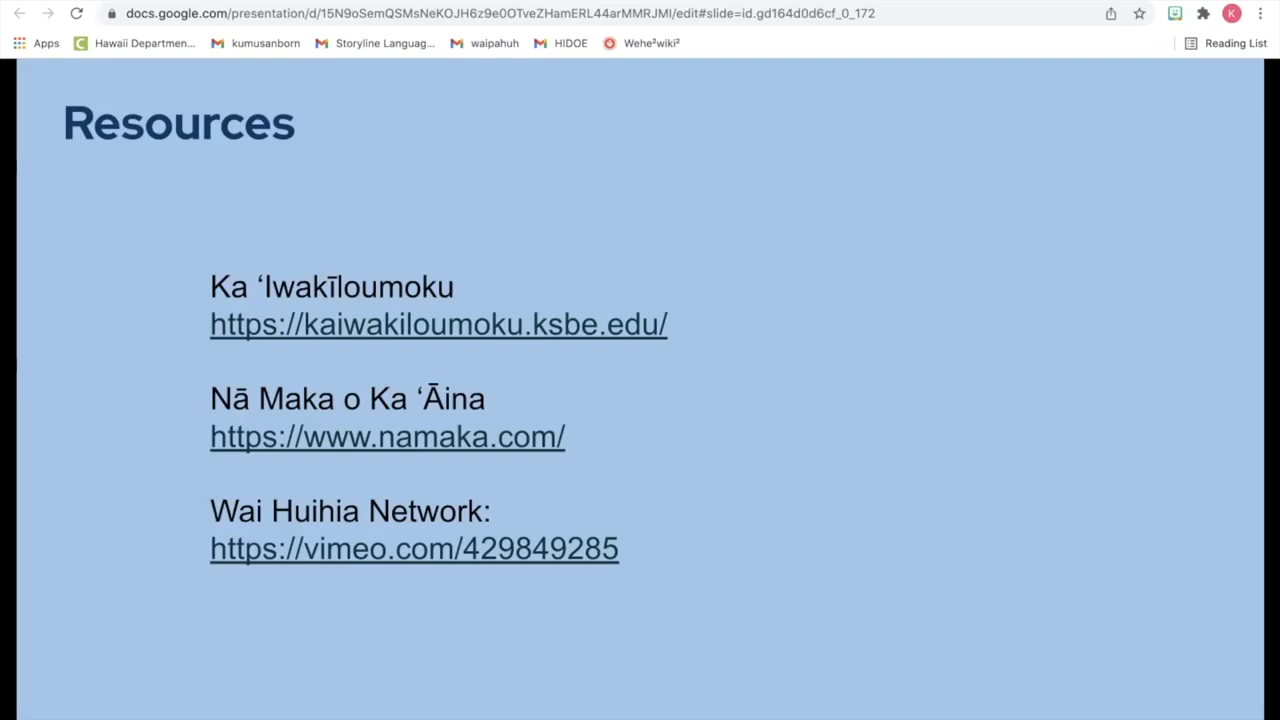 docs.google.com/presentation/d/15N9oSemQSMsNeKOJH6z9e0OTveZHamERL44arMMRJMI/edit#slide=id.gd164d0d6cf_0_172
K
Apps
Hawaii Departmen...
kumusanborn
Storyline Languag...
waipahuh
HIDOE
Wehe²wiki²
Reading List
Resources
Ka ʻIwakīloumoku
https://kaiwakiloumoku.ksbe.edu/
Nā Maka o Ka ʻĀina
https://www.namaka.com/
Wai Huihia Network:
https://vimeo.com/429849285